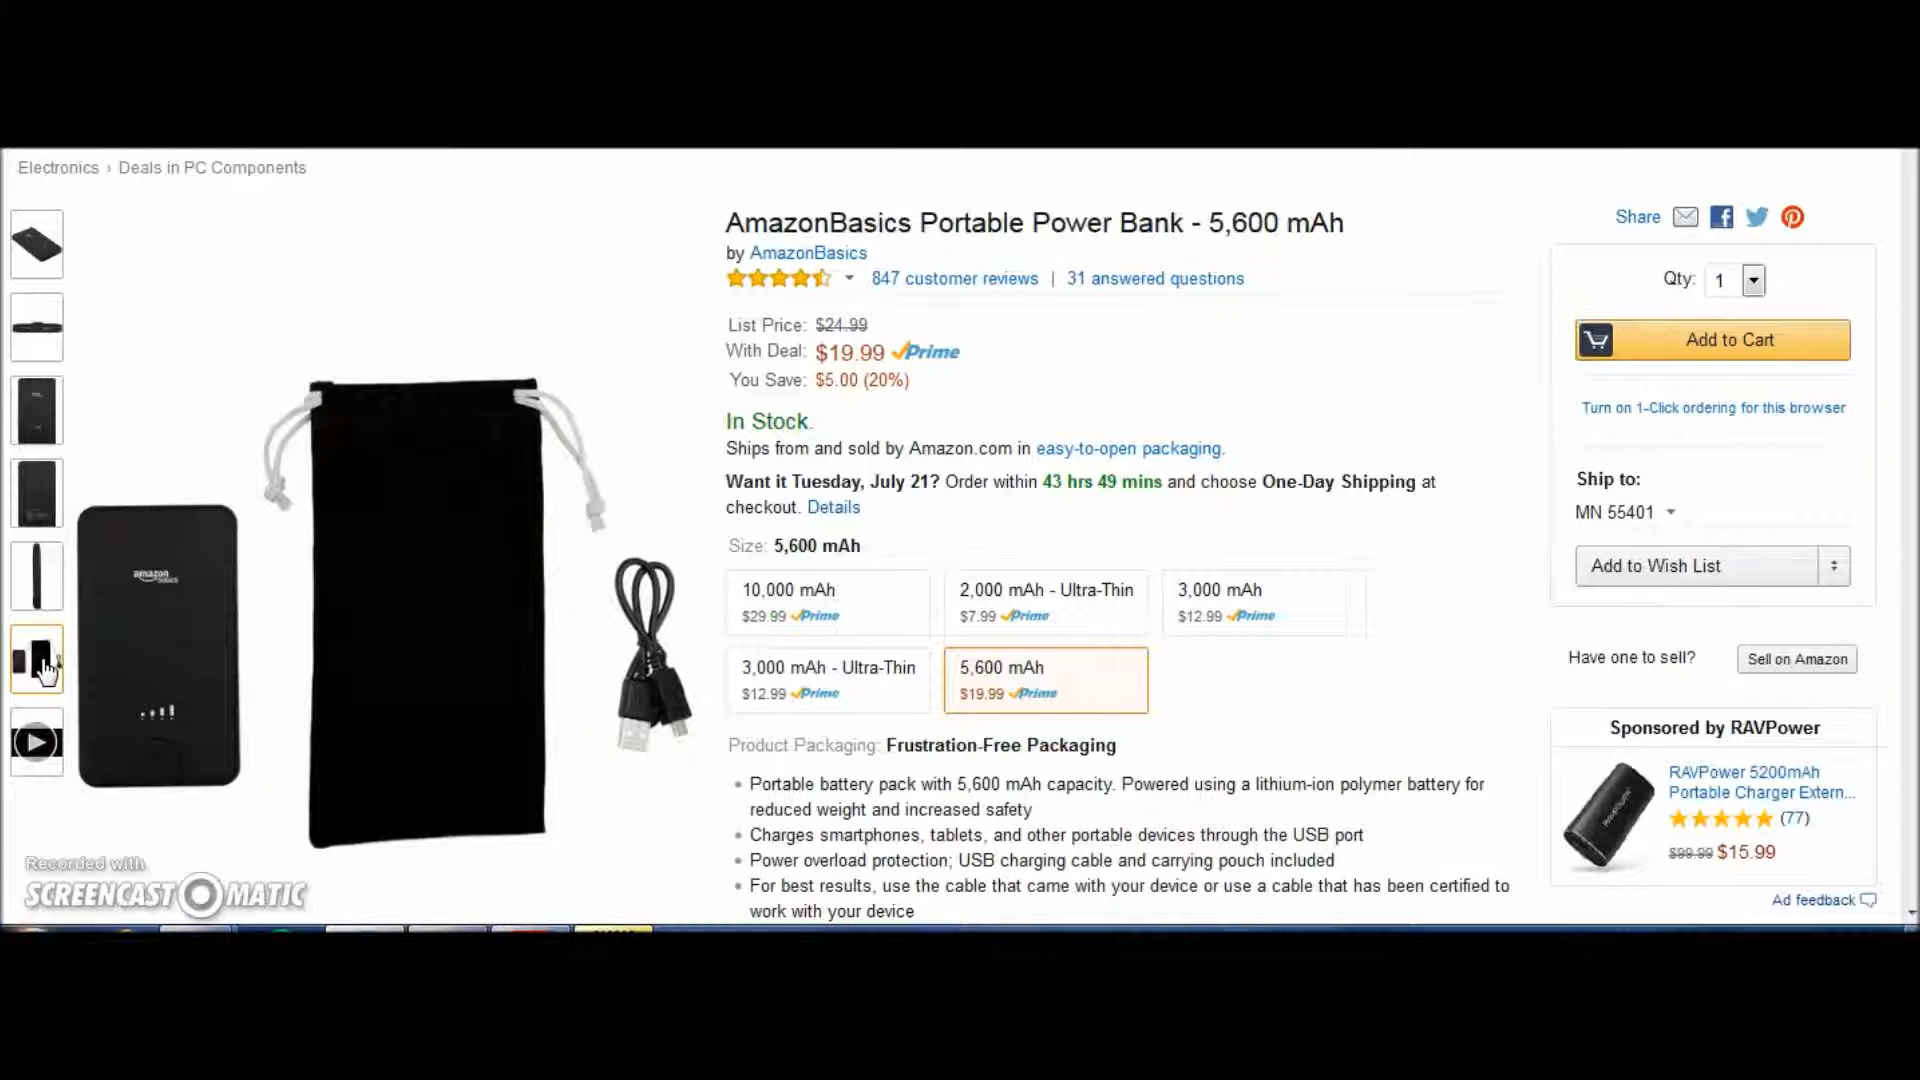 Electronics › Deals in PC Components
AmazonBasics Portable Power Bank - 5,600 mAh
by AmazonBasics
847 customer reviews | 31 answered questions
List Price: $24.99
With Deal: $19.99 Prime
You Save: $5.00 (20%)
In Stock.
Ships from and sold by Amazon.com in easy-to-open packaging.
Want it Tuesday, July 21? Order within 43 hrs 49 mins and choose One-Day Shipping at
checkout. Details
Size: 5,600 mAh
10,000 mAh
$29.99 Prime
2,000 mAh - Ultra-Thin
$7.99 Prime
3,000 mAh
$12.99 Prime
3,000 mAh - Ultra-Thin
$12.99 Prime
5,600 mAh
$19.99 Prime
Product Packaging: Frustration-Free Packaging
• Portable battery pack with 5,600 mAh capacity. Powered using a lithium-ion polymer battery for
reduced weight and increased safety
• Charges smartphones, tablets, and other portable devices through the USB port
• Power overload protection; USB charging cable and carrying pouch included
• For best results, use the cable that came with your device or use a cable that has been certified to
work with your device
Share
Qty: 1
Add to Cart
Turn on 1-Click ordering for this browser
Ship to:
MN 55401
Add to Wish List
Have one to sell? Sell on Amazon
Sponsored by RAVPower
RAVPower 5200mAh
Portable Charger Extern...
(77)
$99.99 $15.99
Ad feedback
amazon
basics
Recorded with
SCREENCAST-O-MATIC